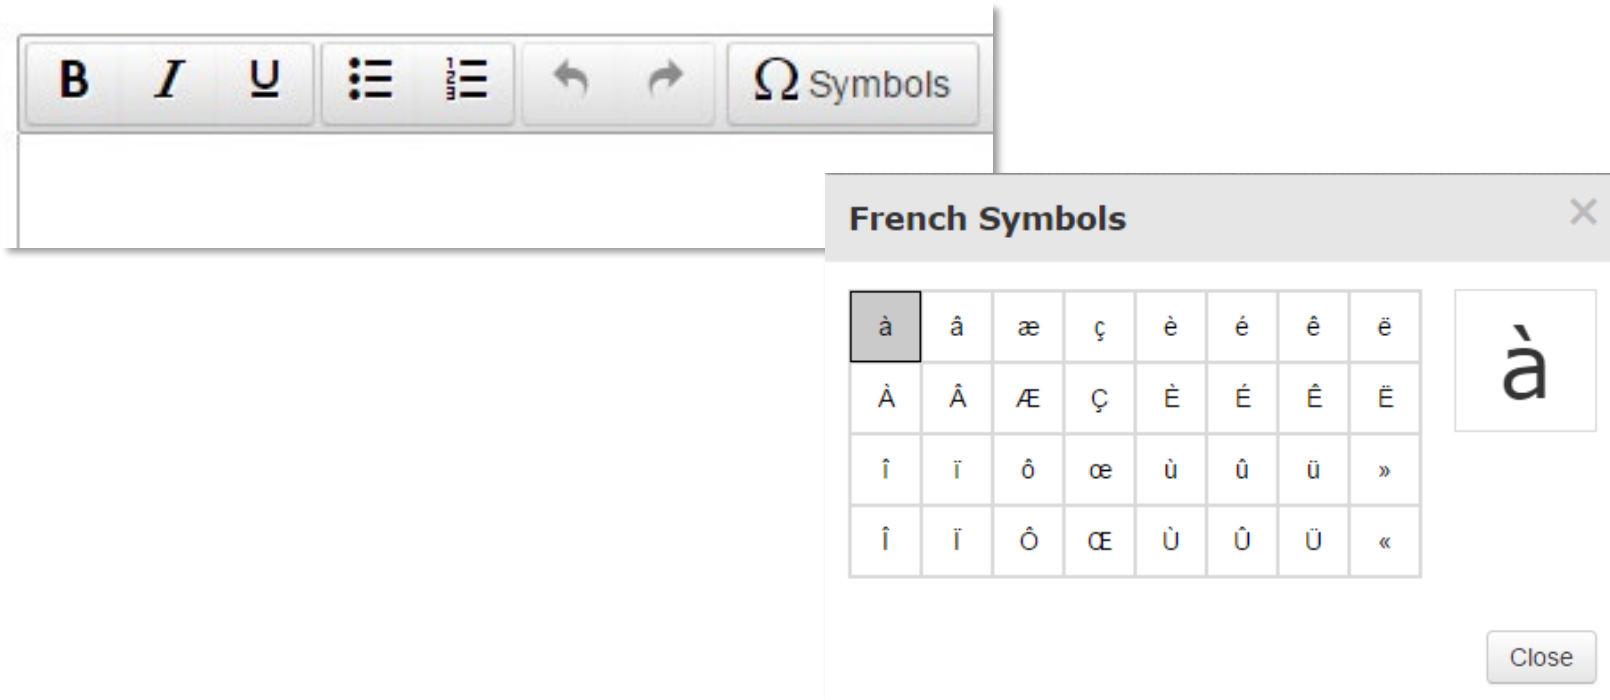 B I U Ω Symbols
French Symbols ×
à â æ ç è é ê ë à
À Â Æ Ç È É Ê Ë
î ï ô œ ù û ü »
Î Ï Ô Œ Ù Û Ü «
Close